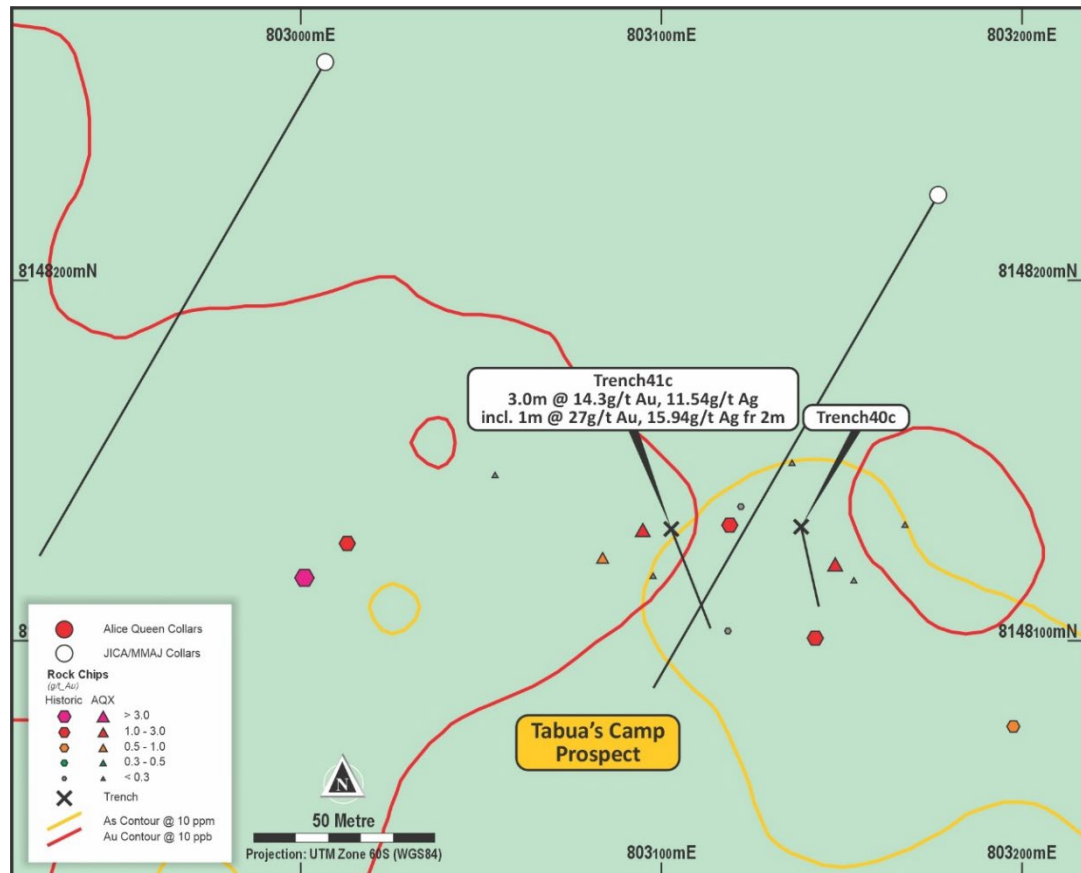 803000mE
803100mE
803200mE
8148200mN
8148200mN
Trench41c
3.0m @ 14.3g/t Au, 11.54g/t Ag
incl. 1m @ 27g/t Au, 15.94g/t Ag fr 2m
Trench40c
8148100mN
Tabua's Camp
Prospect
Alice Queen Collars
JICA/MMAJ Collars
Rock Chips
(g/t_Au)
Historic AQX
> 3.0
1.0 - 3.0
0.5 - 1.0
0.3 - 0.5
< 0.3
Trench
As Contour @ 10 ppm
Au Contour @ 10 ppb
N
50 Metre
Projection: UTM Zone 60S (WGS84)
803100mE
803200mE